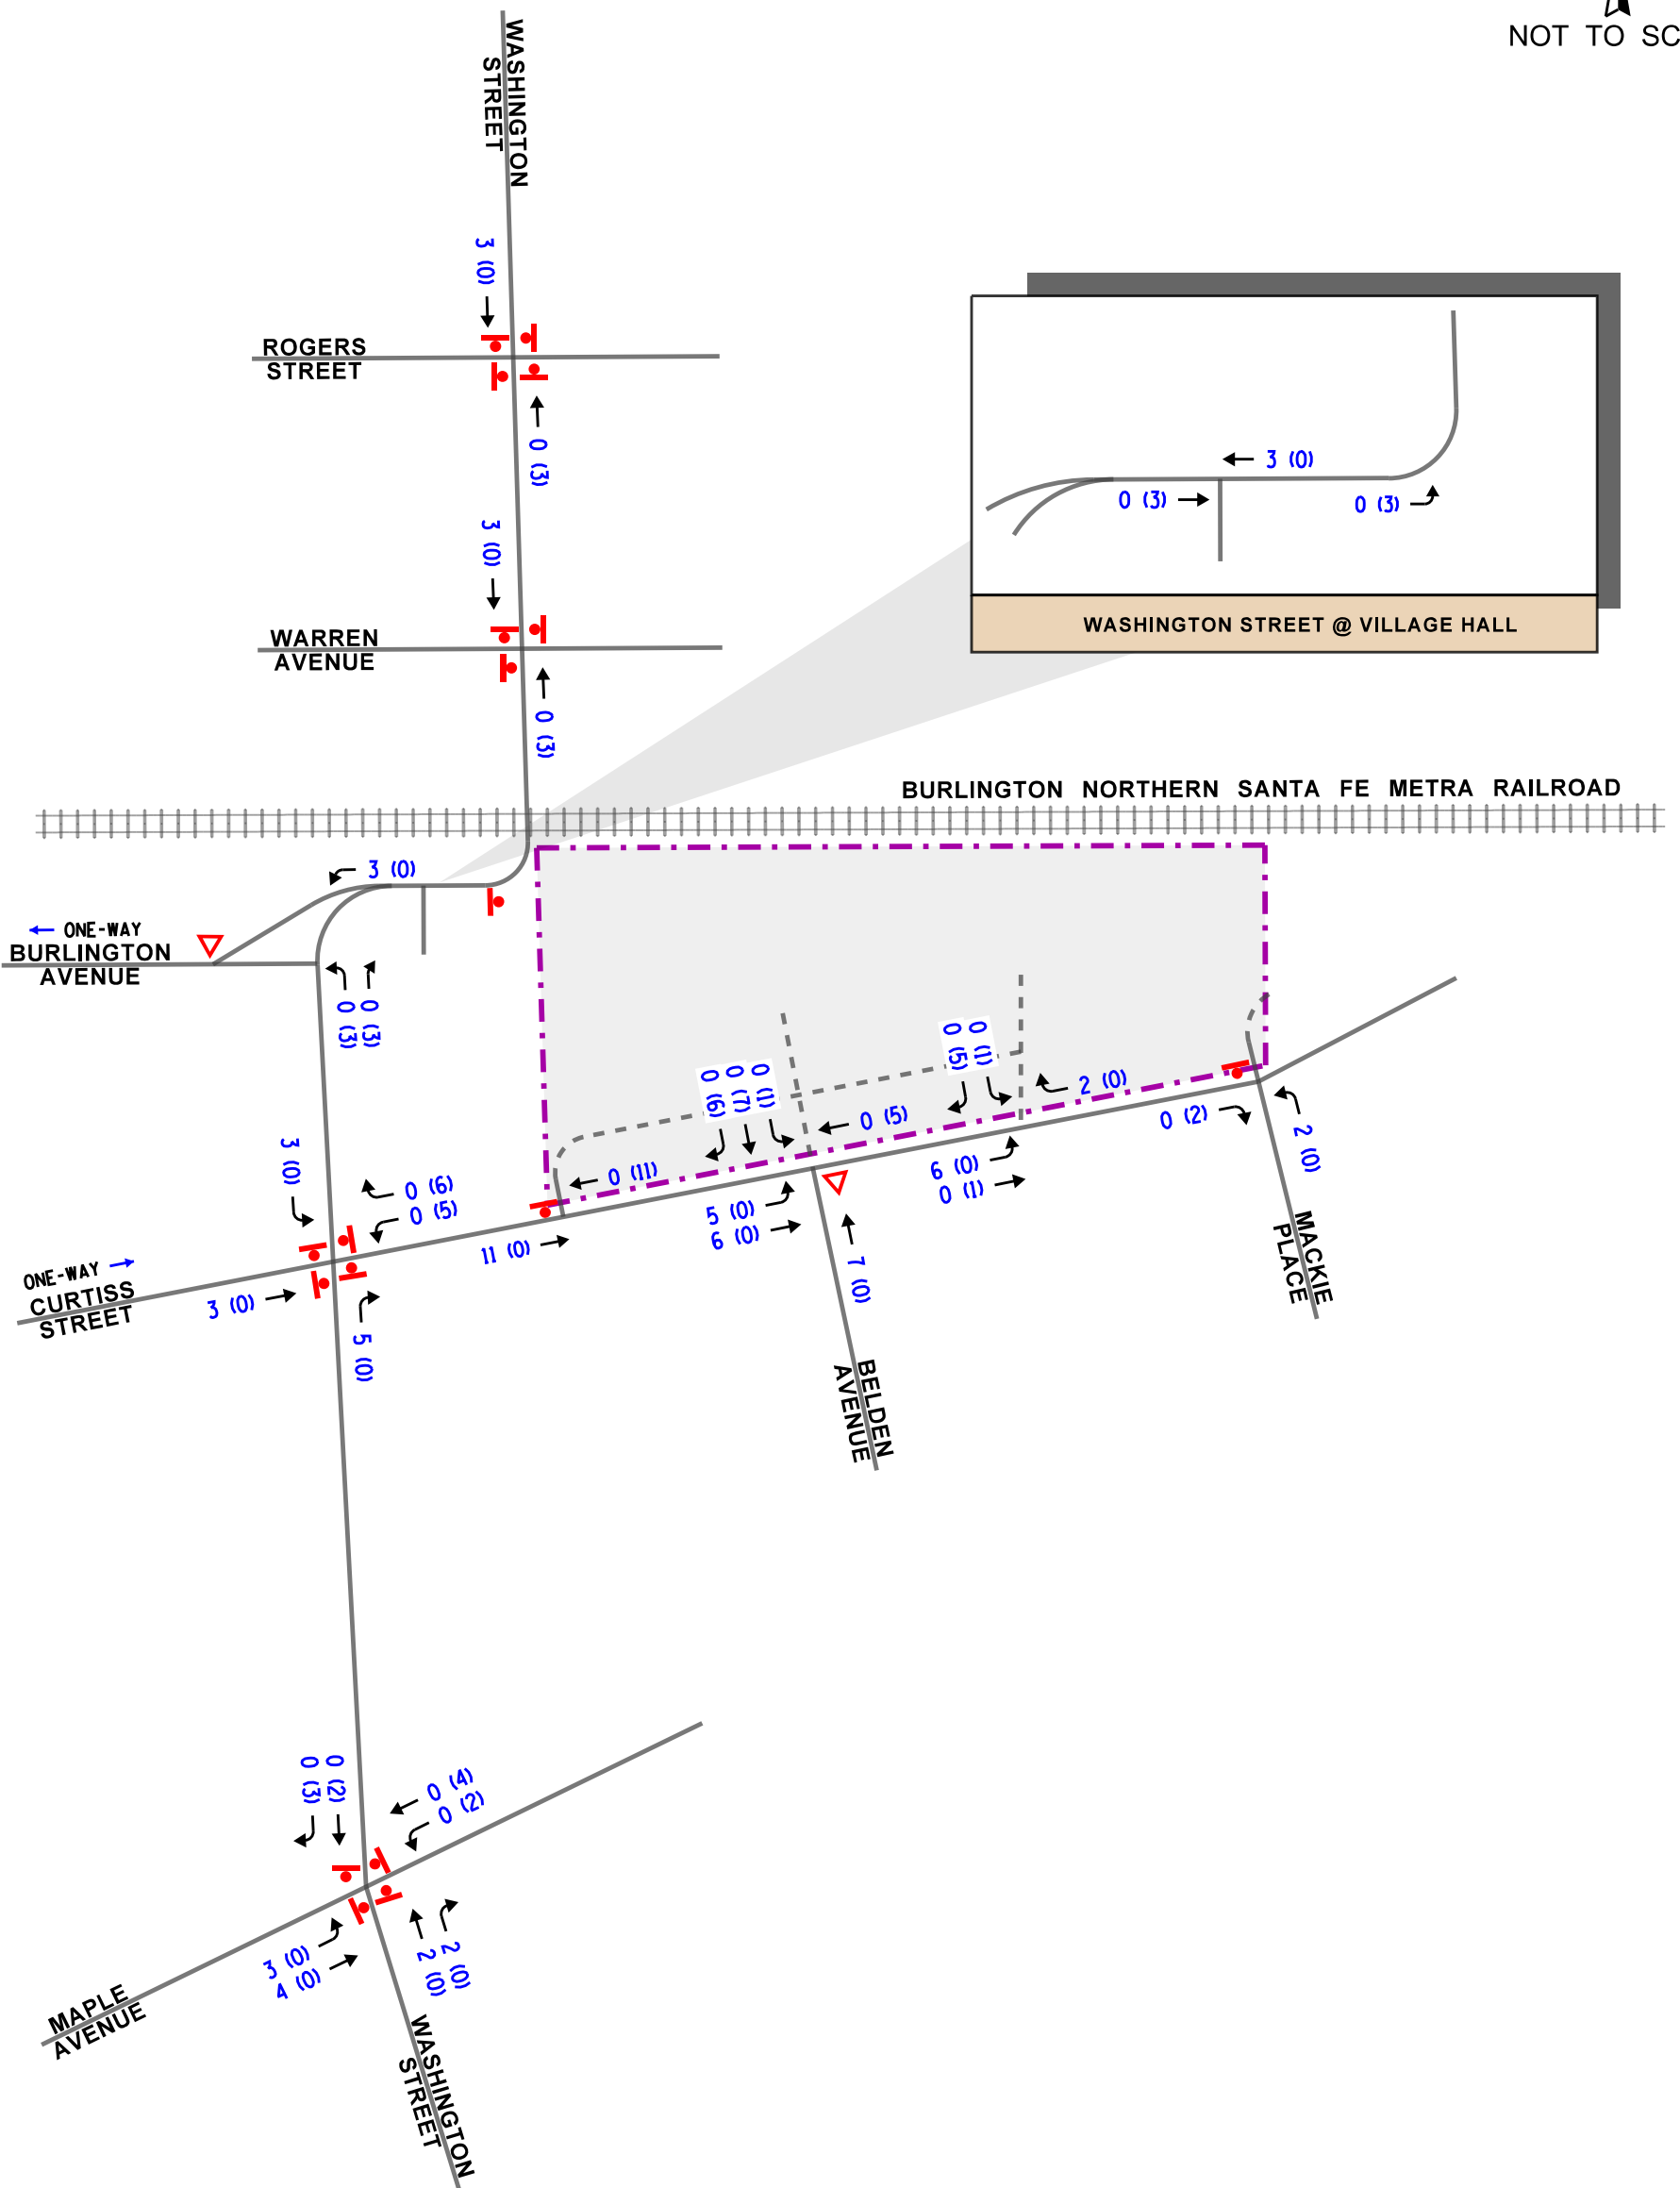 NOT TO SC
WASHINGTON
STREET
3 (0)
ROGERS
STREET
0 (3)
3 (0)
0 (3)
3 (0)
0 (3)
WARREN
AVENUE
WASHINGTON STREET @ VILLAGE HALL
0 (3)
BURLINGTON NORTHERN SANTA FE METRA RAILROAD
3 (0)
ONE-WAY
BURLINGTON
AVENUE
0 (3)
0 (3)
0 (5)
0 (1)
0 (6)
0 (7)
0 (1)
2 (0)
0 (5)
0 (2)
2 (0)
3 (0)
0 (6)
0 (5)
0 (11)
6 (0)
0 (1)
5 (0)
6 (0)
11 (0)
7 (0)
MACKIE
PLACE
ONE-WAY
CURTISS
STREET
3 (0)
5 (0)
BELDEN
AVENUE
0 (3)
0 (2)
0 (4)
0 (2)
3 (0)
4 (0)
2 (0)
2 (0)
MAPLE
AVENUE
WASHINGTON
STREET